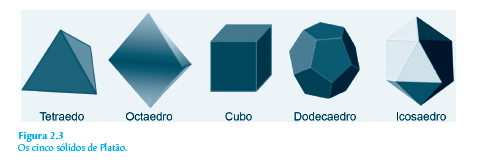 Tetraedo Octaedro Cubo Dodecaedro Icosaedro
Figura 2.3
Os cinco sólidos de Platão.